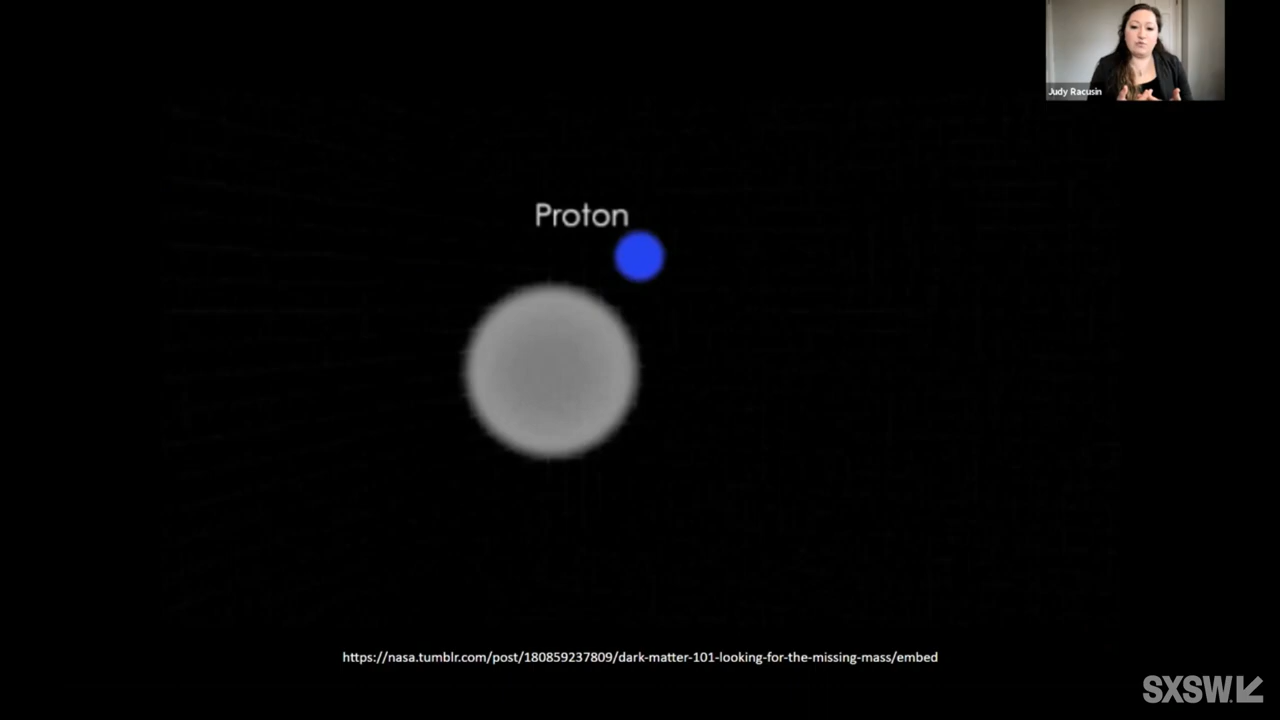 Judy Racusin
Proton
https://nasa.tumblr.com/post/180859237809/dark-matter-101-looking-for-the-missing-mass/embed
SXSW.